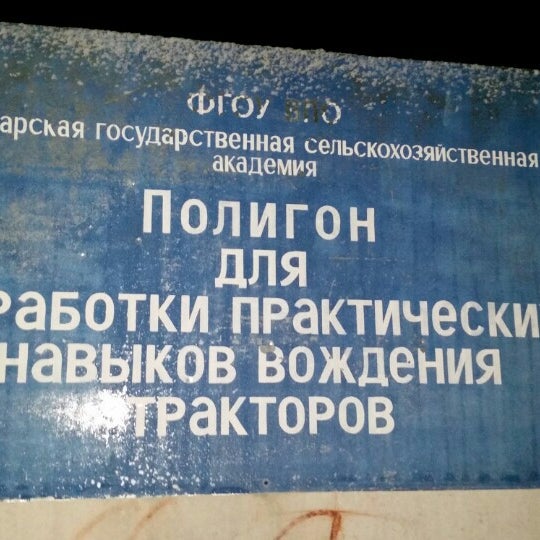 ФГОУ ВПО
арская государственная сельскохозяйственная
академия
Полигон
для
работки практически
навыков вождения
тракторов